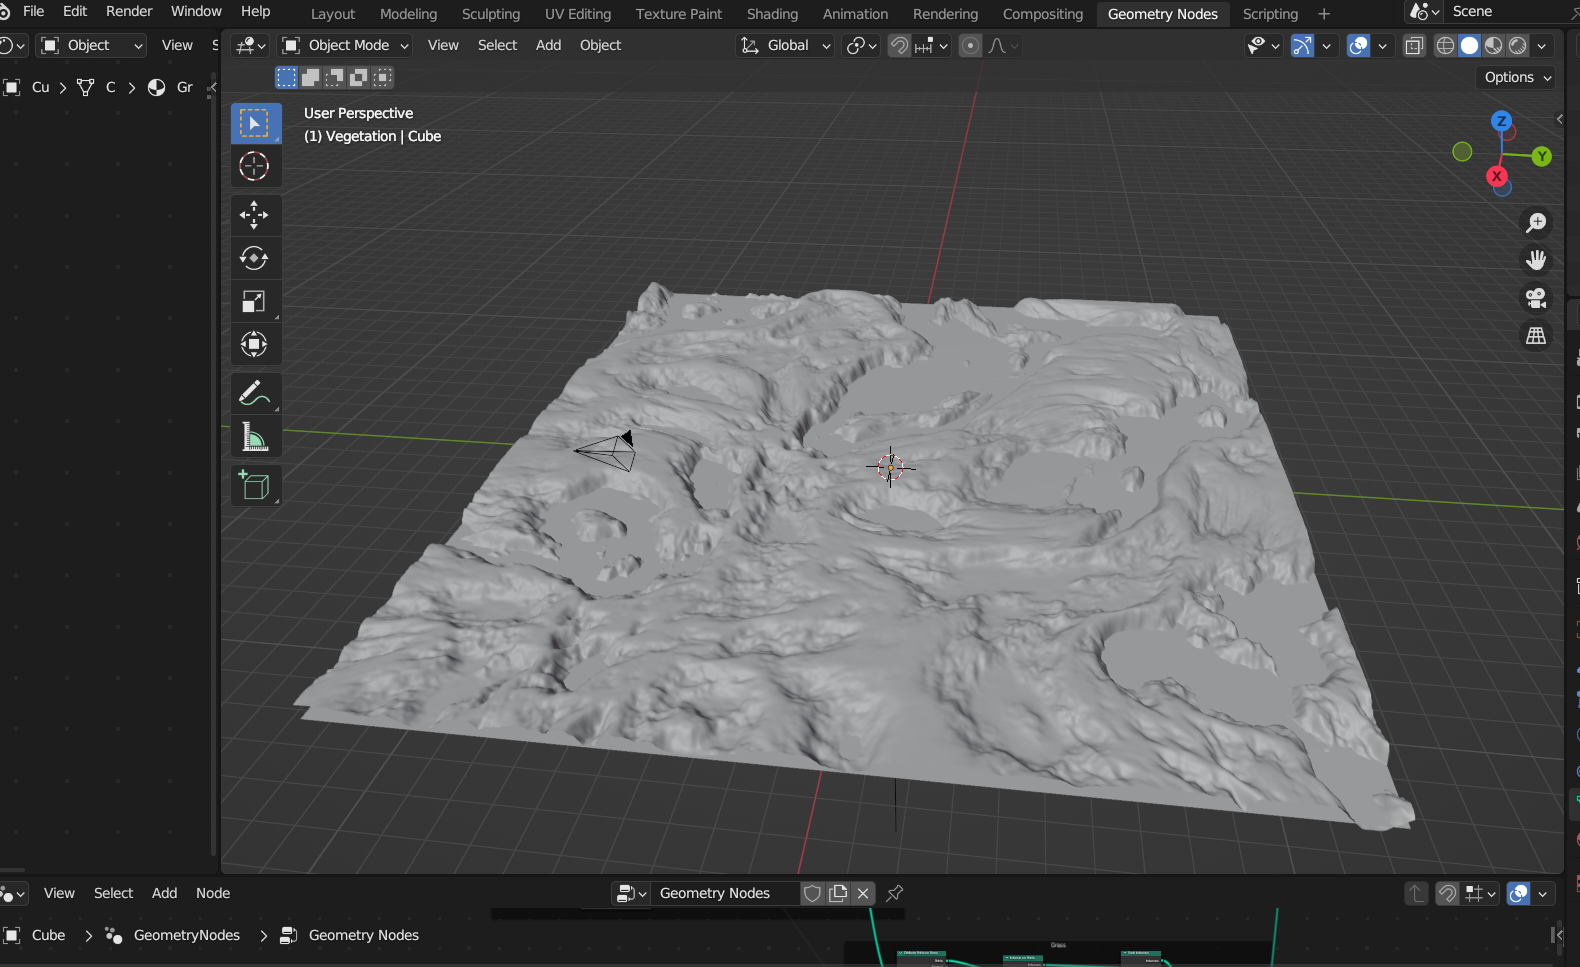 File Edit Render Window Help Layout Modeling Sculpting UV Editing Texture Paint Shading Animation Rendering Compositing Geometry Nodes Scripting + Scene
Object View S Object Mode View Select Add Object Global
Cu > C > Gr
Options
User Perspective
(1) Vegetation | Cube
Z
Y
X
View Select Add Node Geometry Nodes
Cube > GeometryNodes > Geometry Nodes
Grass